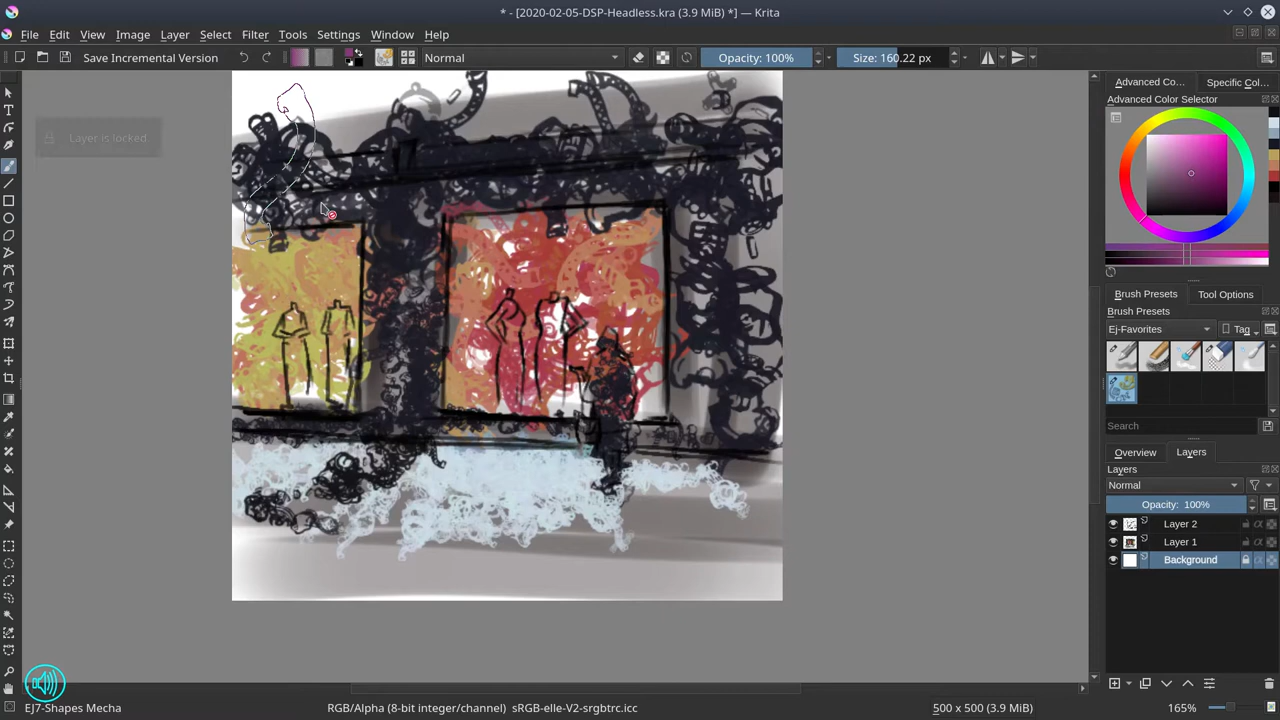 * - [2020-02-05-DSP-Headless.kra (3.9 MiB) *] — Krita
File Edit View Image Layer Select Filter Tools Settings Window Help
Save Incremental Version
Normal
Opacity: 100%
Size: 160.22 px
Advanced Co...
Specific Col...
Advanced Color Selector
Layer is locked.
Brush Presets
Tool Options
Brush Presets
Ej-Favorites
Tag
Search
Overview
Layers
Layers
Normal
Opacity: 100%
Layer 2
Layer 1
Background
EJ7-Shapes Mecha
RGB/Alpha (8-bit integer/channel) sRGB-elle-V2-srgbtrc.icc
500 x 500 (3.9 MiB)
165%